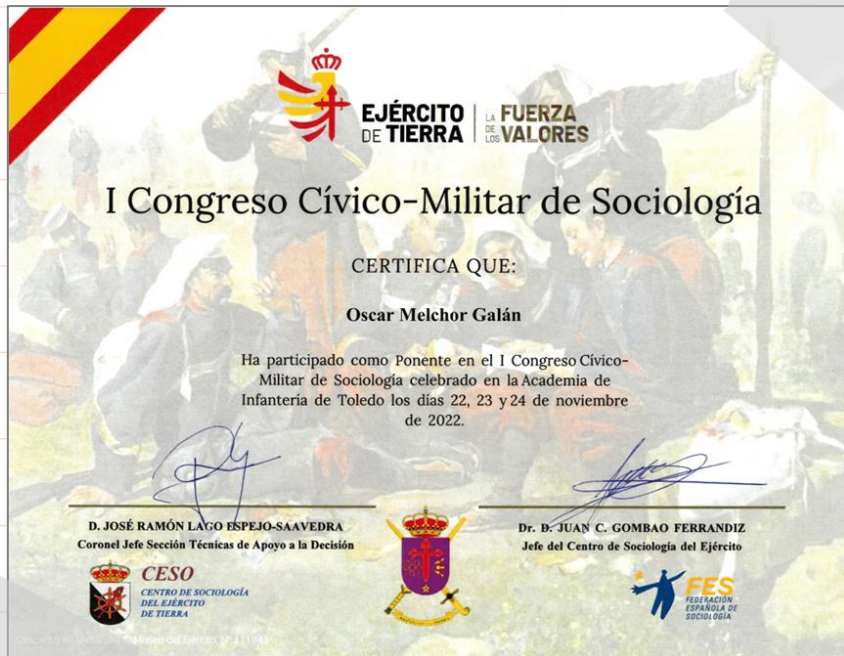 EJÉRCITO
DE TIERRA
LA FUERZA
DE LOS VALORES
I Congreso Cívico-Militar de Sociología
CERTIFICA QUE:
Oscar Melchor Galán
Ha participado como Ponente en el I Congreso Cívico-
Militar de Sociología celebrado en la Academia de
Infantería de Toledo los días 22, 23 y 24 de noviembre
de 2022.
D. JOSÉ RAMÓN LAGO ESPEJO-SAAVEDRA
Coronel Jefe Sección Técnicas de Apoyo a la Decisión
Dr. D. JUAN C. GOMBAO FERRANDIZ
Jefe del Centro de Sociología del Ejército
CESO
CENTRO DE SOCIOLOGÍA
DEL EJÉRCITO
DE TIERRA
FES
FEDERACIÓN
ESPAÑOLA DE
SOCIOLOGÍA